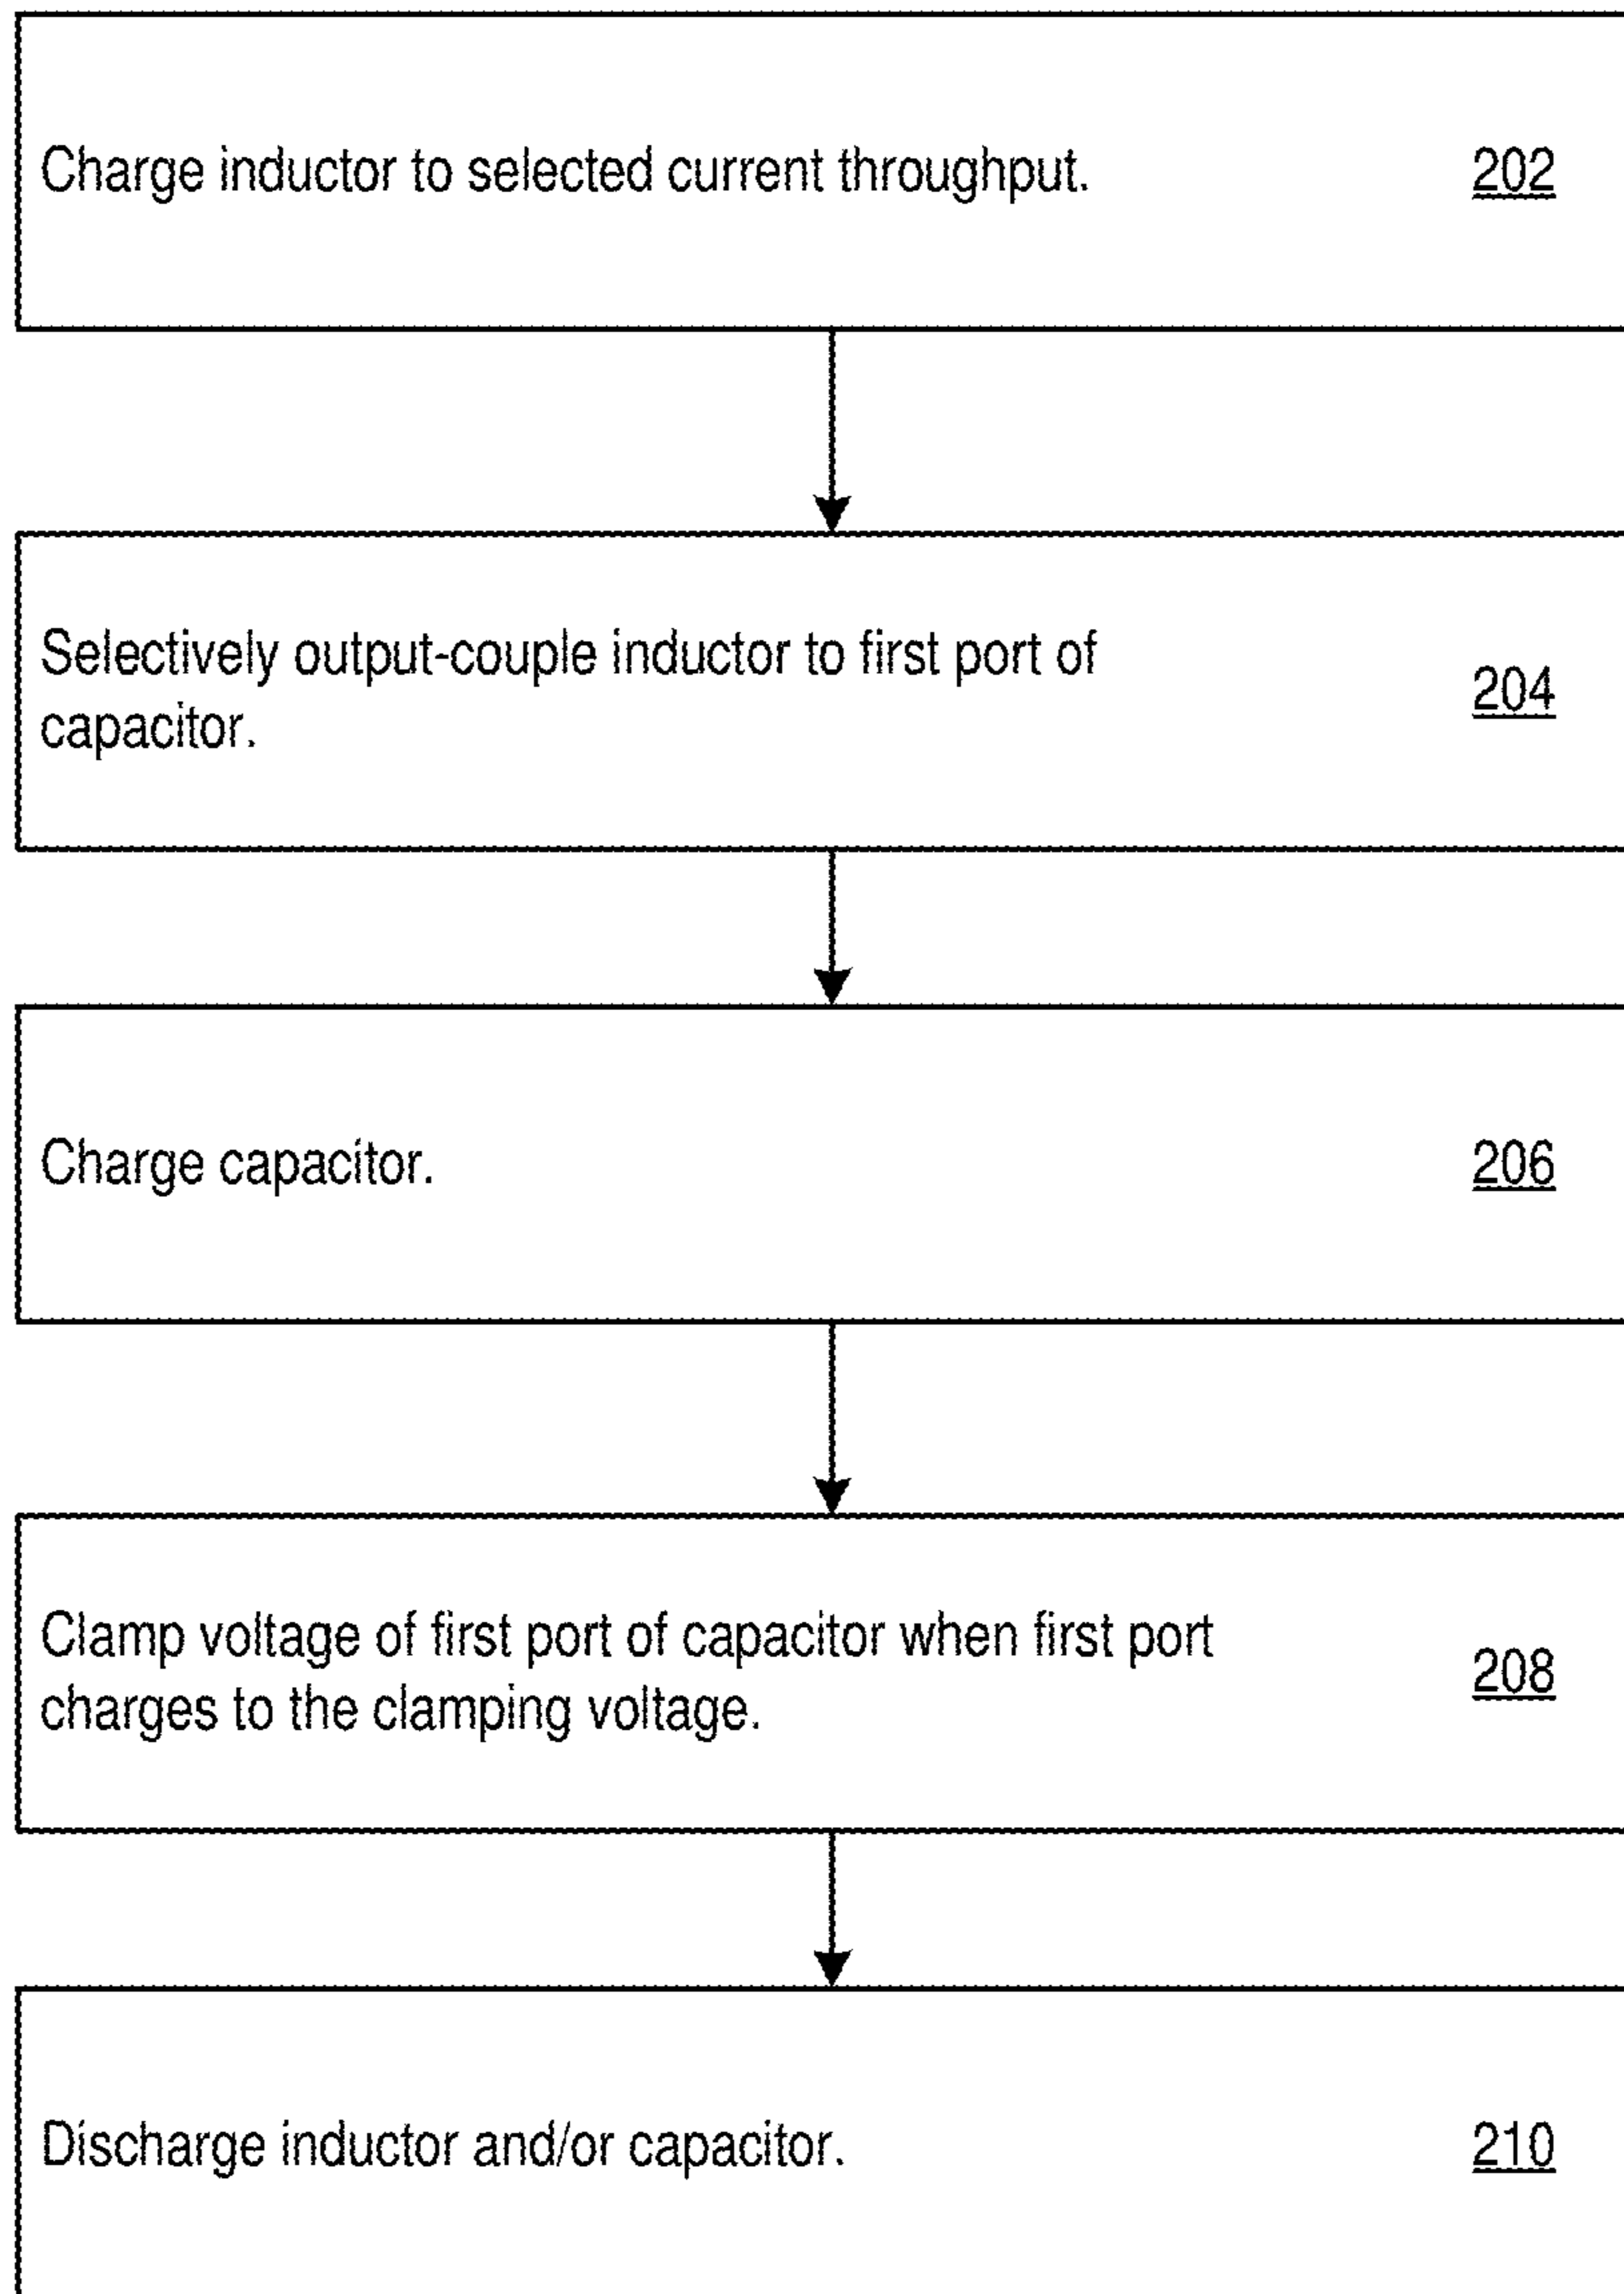 Charge inductor to selected current throughput. 202
Selectively output-couple inductor to first port of
capacitor. 204
Charge capacitor. 206
Clamp voltage of first port of capacitor when first port
charges to the clamping voltage. 208
Discharge inductor and/or capacitor. 210